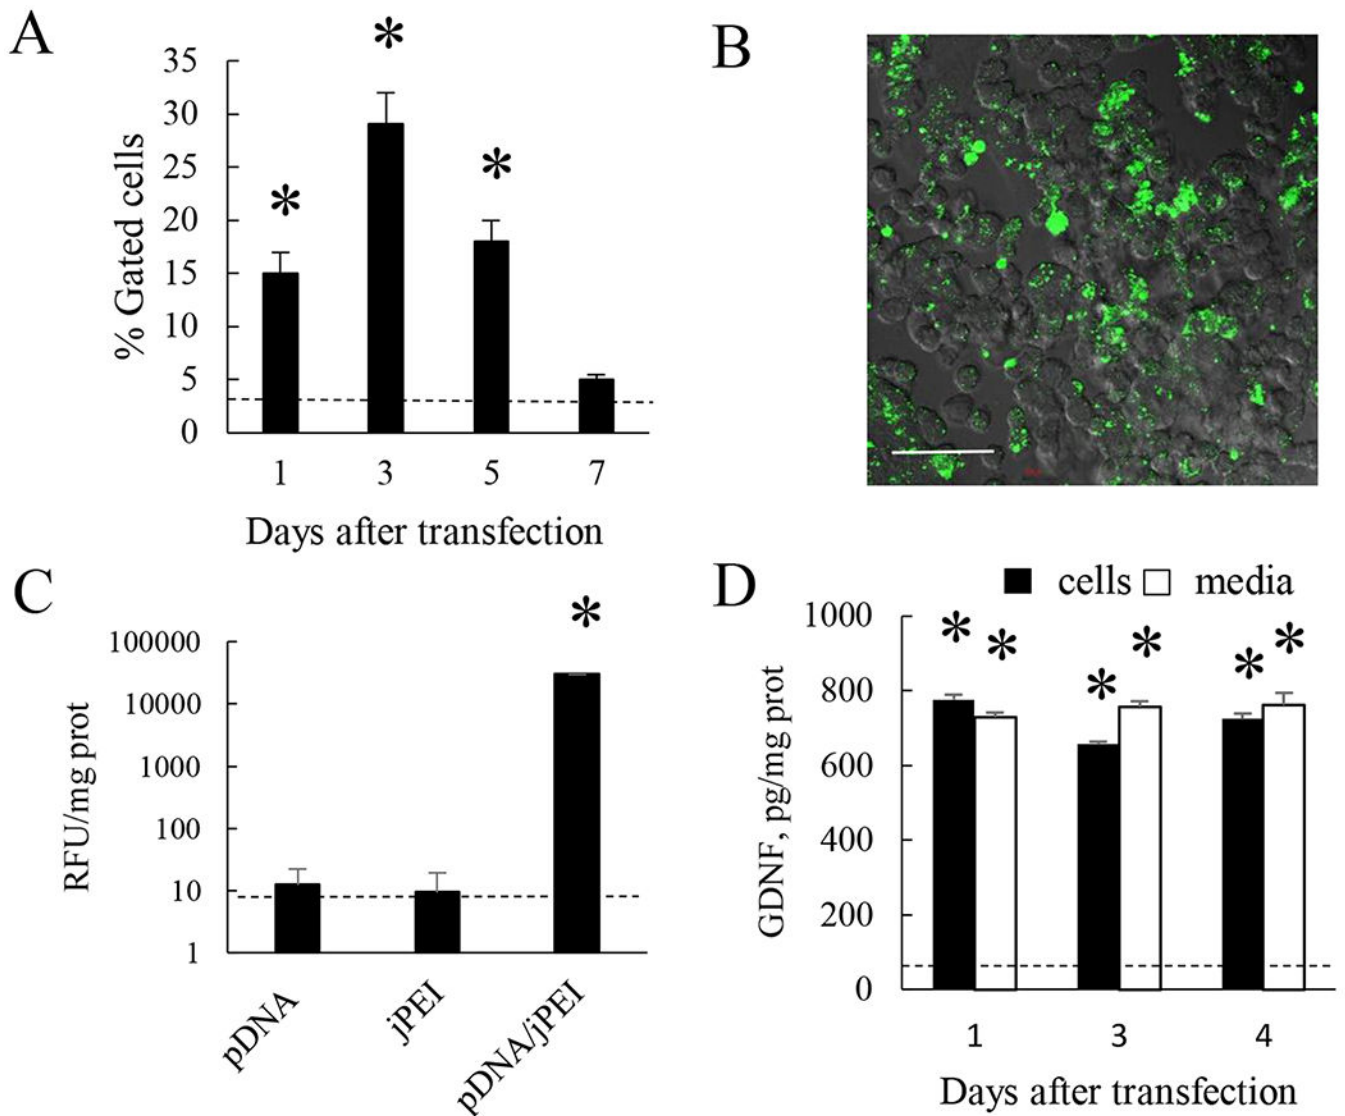 A
35
30
25
20
15
10
5
0
% Gated cells
*
*
*
1 3 5 7
Days after transfection
B
C
100000
10000
1000
100
10
1
RFU/mg prot
*
pDNA jPEI pDNA/jPEI
D
cells media
1000
800
600
400
200
0
GDNF, pg/mg prot
* *
* *
* *
1 3 4
Days after transfection